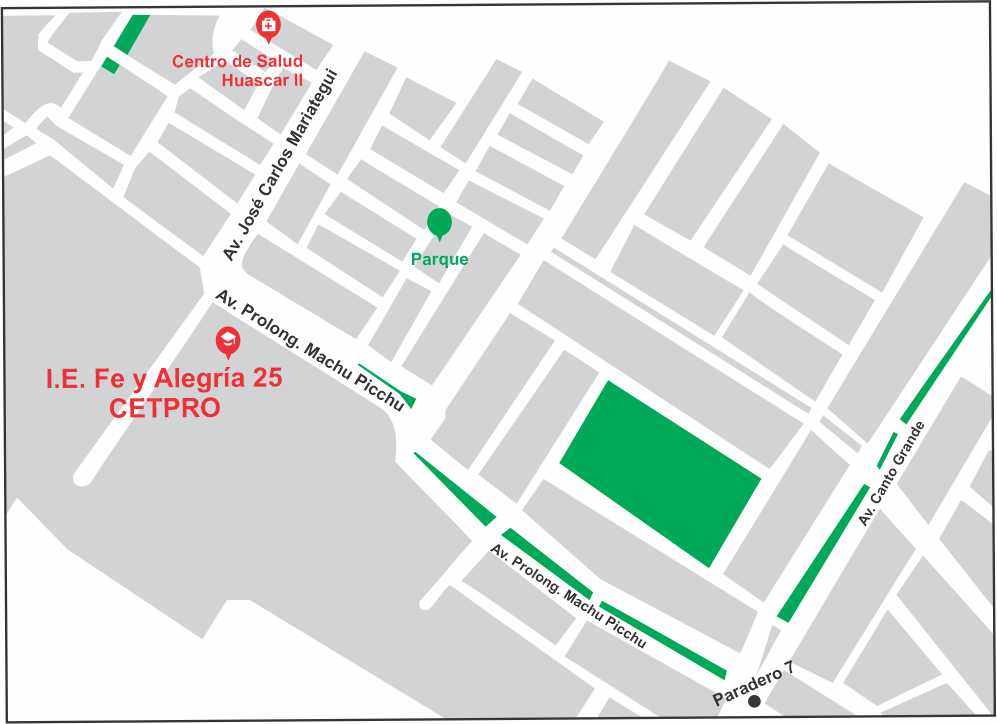 Centro de Salud
Huascar II
Av. José Carlos Mariategui
Parque
Av. Prolong. Machu Picchu
I.E. Fe y Alegría 25
CETPRO
Av. Canto Grande
Av. Prolong. Machu Picchu
Paradero 7